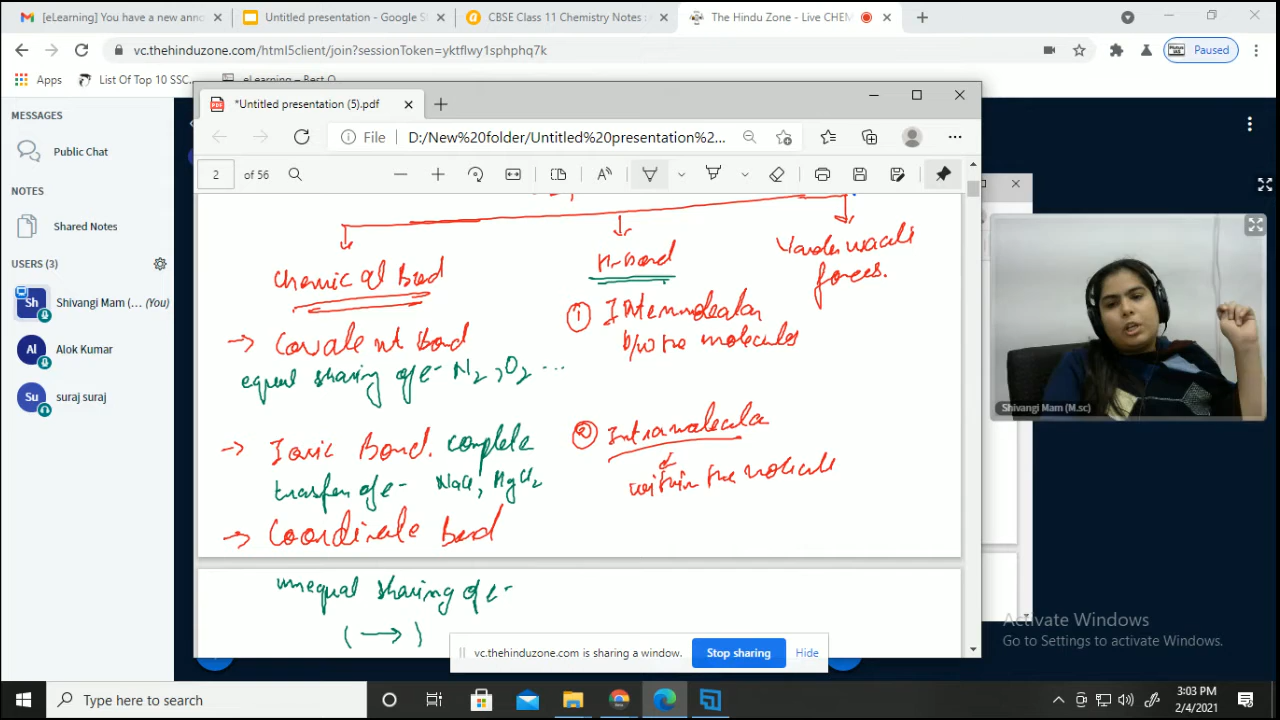 [eLearning] You have a new anno
Untitled presentation - Google S
CBSE Class 11 Chemistry Notes :
The Hindu Zone - Live CHEM
vc.thehinduzone.com/html5client/join?sessionToken=yktflwy1sphphq7k
Paused
Apps
List Of Top 10 SSC...
eLearning – Best O
MESSAGES
Public Chat
NOTES
Shared Notes
USERS (3)
Sh
Shivangi Mam (M.sc) (You)
Al
Alok Kumar
Su
suraj suraj
*Untitled presentation (5).pdf
File
D:/New%20folder/Untitled%20presentation%2...
2 of 56
Chemical Bond
H-Bond
Vander waals
forces.
→ Covalent Bond
equal sharing of e- N2, O2 ...
① Intermolecular
b/w the molecules
→ Ionic Bond. complete
transfer of e- NaCl, MgCl2
② Intramolecular
within the molecule
→ Coordinate bond
unequal sharing of e-
(→)
Shivangi Mam (M.sc)
vc.thehinduzone.com is sharing a window.
Stop sharing
Hide
Activate Windows
Go to Settings to activate Windows.
Type here to search
3:03 PM
2/4/2021